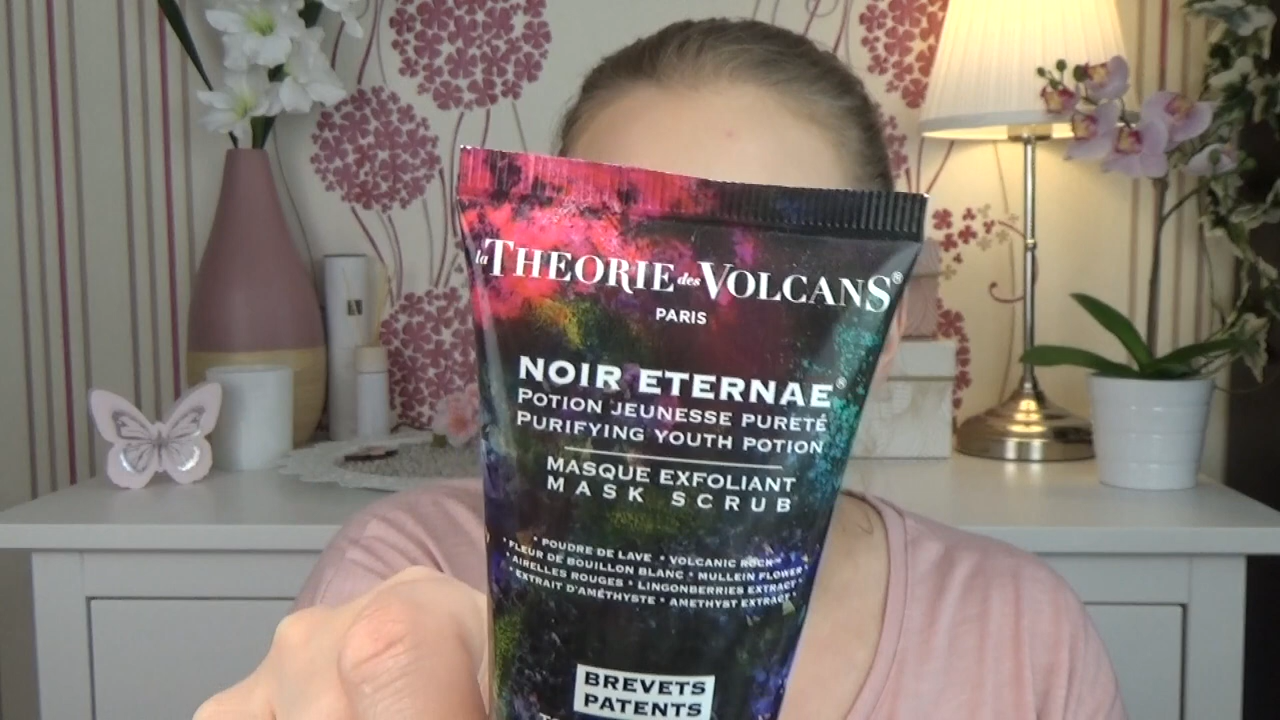 la THEORIE des VOLCANS®
PARIS
NOIR ETERNAE®
POTION JEUNESSE PURETÉ
PURIFYING YOUTH POTION
MASQUE EXFOLIANT
MASK SCRUB
• POUDRE DE LAVE • VOLCANIC ROCK
• FLEUR DE BOUILLON BLANC • MULLEIN FLOWER •
• AIRELLES ROUGES • LINGONBERRIES EXTRACT •
• EXTRAIT D'AMÉTHYSTE • AMETHYST EXTRACT •
BREVETS
PATENTS